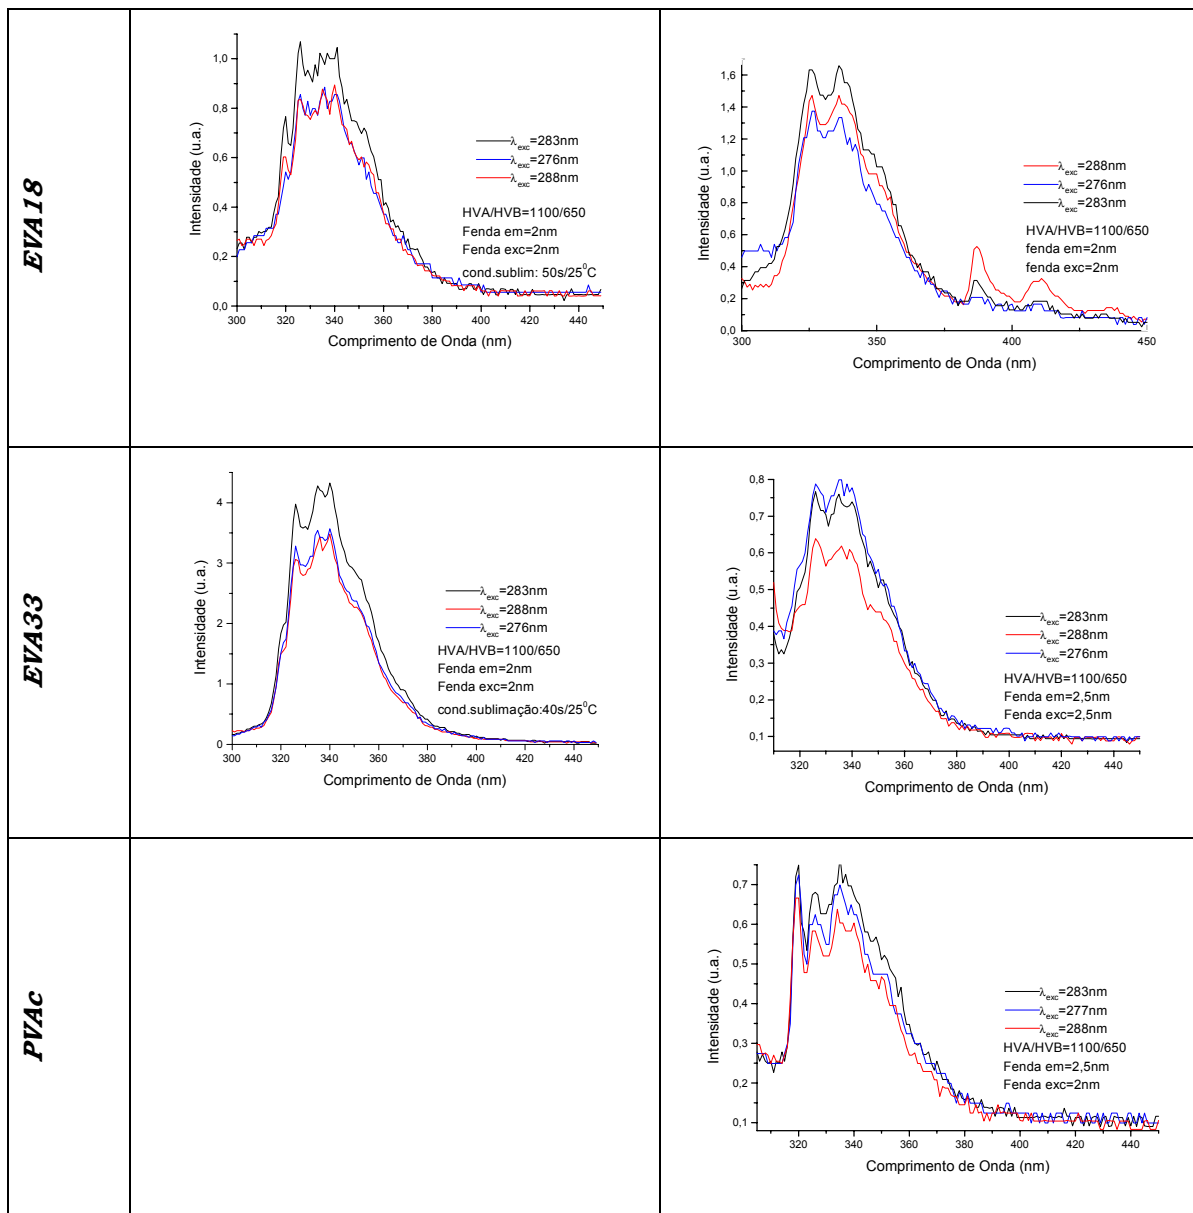 EVA18
1,0
0,8
0,6
0,4
0,2
0,0
300 320 340 360 380 400 420 440
Intensidade (u.a.)
Comprimento de Onda (nm)
λexc=283nm
λexc=276nm
λexc=288nm
HVA/HVB=1100/650
Fenda em=2nm
Fenda exc=2nm
cond.sublim: 50s/25⁰C
1,6
1,4
1,2
1,0
0,8
0,6
0,4
0,2
0,0
300 350 400 450
Intensidade (u.a.)
Comprimento de Onda (nm)
λexc=288nm
λexc=276nm
λexc=283nm
HVA/HVB=1100/650
fenda em=2nm
fenda exc=2nm
EVA33
4
3
2
1
0
300 320 340 360 380 400 420 440
Intensidade (u.a.)
Comprimento de Onda (nm)
λexc=283nm
λexc=288nm
λexc=276nm
HVA/HVB=1100/650
Fenda em=2nm
Fenda exc=2nm
cond.sublimação:40s/25⁰C
0,8
0,7
0,6
0,5
0,4
0,3
0,2
0,1
320 340 360 380 400 420 440
Intensidade (u.a.)
Comprimento de Onda (nm)
λexc=283nm
λexc=288nm
λexc=276nm
HVA/HVB=1100/650
Fenda em=2,5nm
Fenda exc=2,5nm
PVAc
0,7
0,6
0,5
0,4
0,3
0,2
0,1
320 340 360 380 400 420 440
Intensidade (u.a.)
Comprimento de Onda (nm)
λexc=283nm
λexc=277nm
λexc=288nm
HVA/HVB=1100/650
Fenda em=2,5nm
Fenda exc=2nm